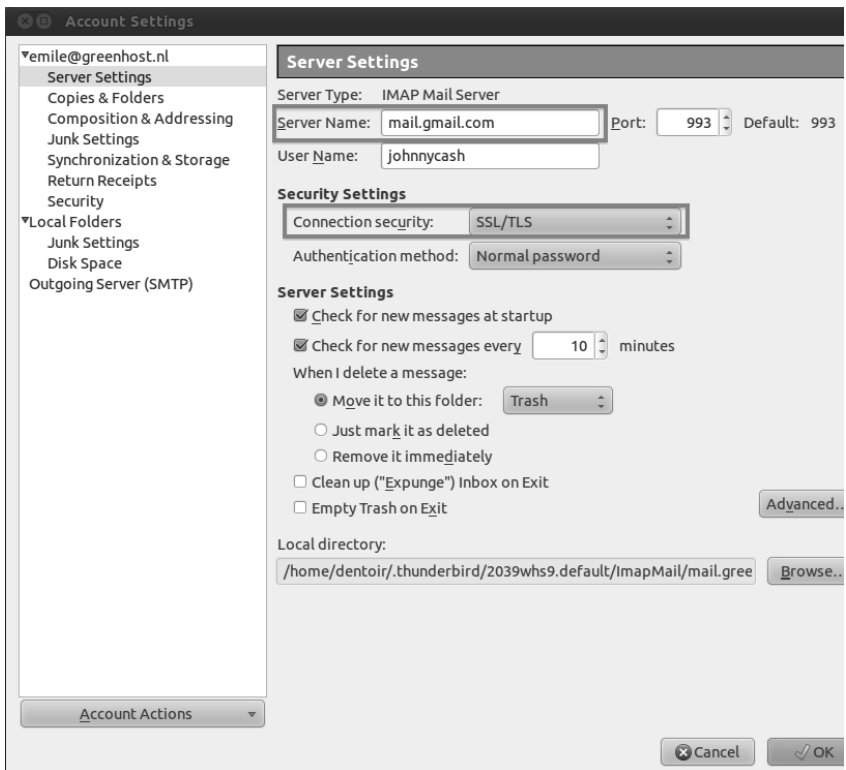 Account Settings
emile@greenhost.nl
Server Settings
Copies & Folders
Composition & Addressing
Junk Settings
Synchronization & Storage
Return Receipts
Security
Local Folders
Junk Settings
Disk Space
Outgoing Server (SMTP)
Account Actions
Server Settings
Server Type: IMAP Mail Server
Server Name: mail.gmail.com Port: 993 Default: 993
User Name: johnnycash
Security Settings
Connection security: SSL/TLS
Authentication method: Normal password
Server Settings
Check for new messages at startup
Check for new messages every 10 minutes
When I delete a message:
Move it to this folder: Trash
Just mark it as deleted
Remove it immediately
Clean up ("Expunge") Inbox on Exit
Empty Trash on Exit
Advanced..
Local directory:
/home/dentoir/.thunderbird/2039whs9.default/ImapMail/mail.gree Browse..
Cancel OK